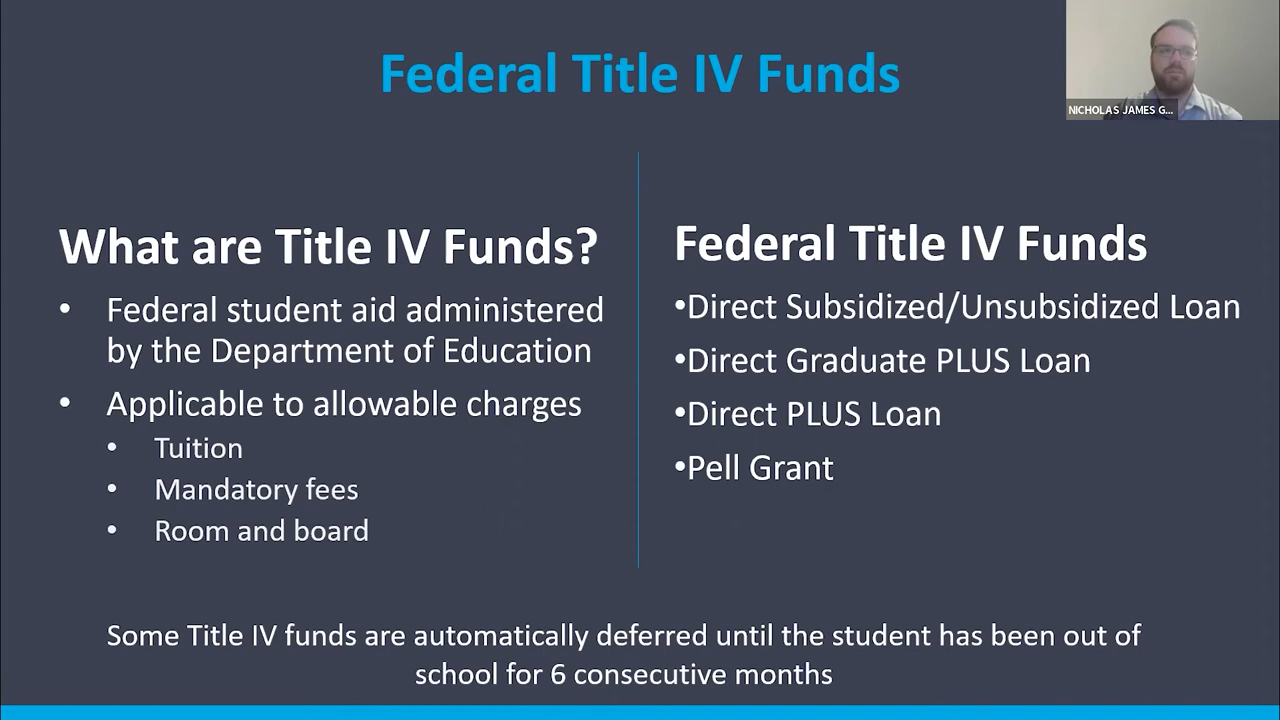 Federal Title IV Funds
NICHOLAS JAMES G...
What are Title IV Funds?
• Federal student aid administered
by the Department of Education
• Applicable to allowable charges
• Tuition
• Mandatory fees
• Room and board
Federal Title IV Funds
•Direct Subsidized/Unsubsidized Loan
•Direct Graduate PLUS Loan
•Direct PLUS Loan
•Pell Grant
Some Title IV funds are automatically deferred until the student has been out of
school for 6 consecutive months